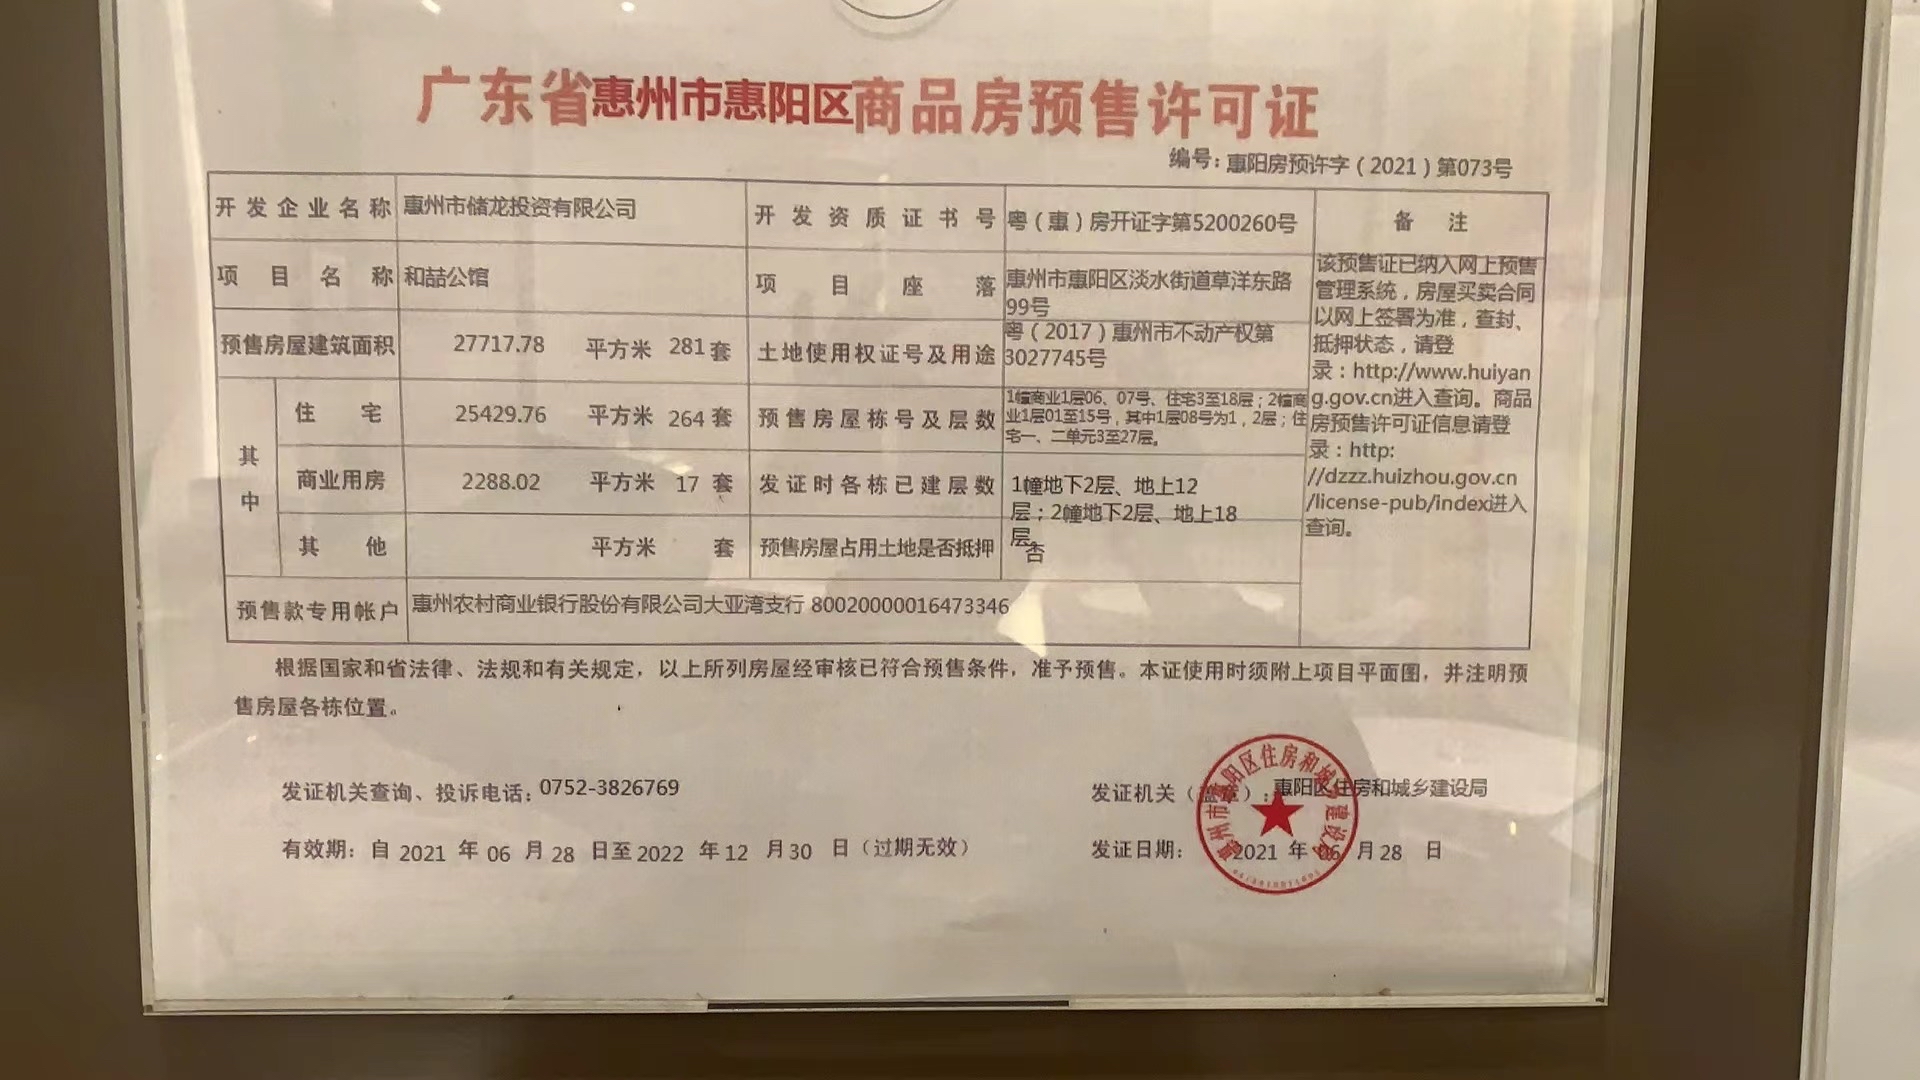 广东省惠州市惠阳区商品房预售许可证
编号：惠阳房预许字（2021）第073号
开发企业名称 惠州市储龙投资有限公司 开发资质证书号 粤（惠）房开证字第5200260号 备注
项目名称 和喆公馆 项目座落 惠州市惠阳区淡水街道草洋东路
99号
预售房屋建筑面积 27717.78 平方米 281 套 土地使用权证号及用途 粤（2017）惠州市不动产权第
3027745号
其中
住宅 25429.76 平方米 264 套 预售房屋栋号及层数 1幢商业1层06、07号、住宅3至18层；2幢商
业1层01至15号，其中1层08号为1，2层；住
宅一、二单元3至27层。
商业用房 2288.02 平方米 17 套 发证时各栋已建层数 1幢地下2层、地上12
层；2幢地下2层、地上18
层。
其他 平方米 套 预售房屋占用土地是否抵押 否
预售款专用帐户 惠州农村商业银行股份有限公司大亚湾支行 80020000016473346
该预售证已纳入网上预售
管理系统，房屋买卖合同
以网上签署为准，查封、
抵押状态，请登
录：http://www.huiyan
g.gov.cn进入查询。商品
房预售许可证信息请登
录：http:
//dzzz.huizhou.gov.cn
/license-pub/index进入
查询。
根据国家和省法律、法规和有关规定，以上所列房屋经审核已符合预售条件，准予预售。本证使用时须附上项目平面图，并注明预
售房屋各栋位置。
发证机关查询、投诉电话：0752-3826769
发证机关（盖章）：惠阳区住房和城乡建设局
有效期：自 2021 年 06 月 28 日至 2022 年 12 月 30 日（过期无效）
发证日期：2021 年 06 月 28 日
惠州市惠阳区住房和城乡建设局